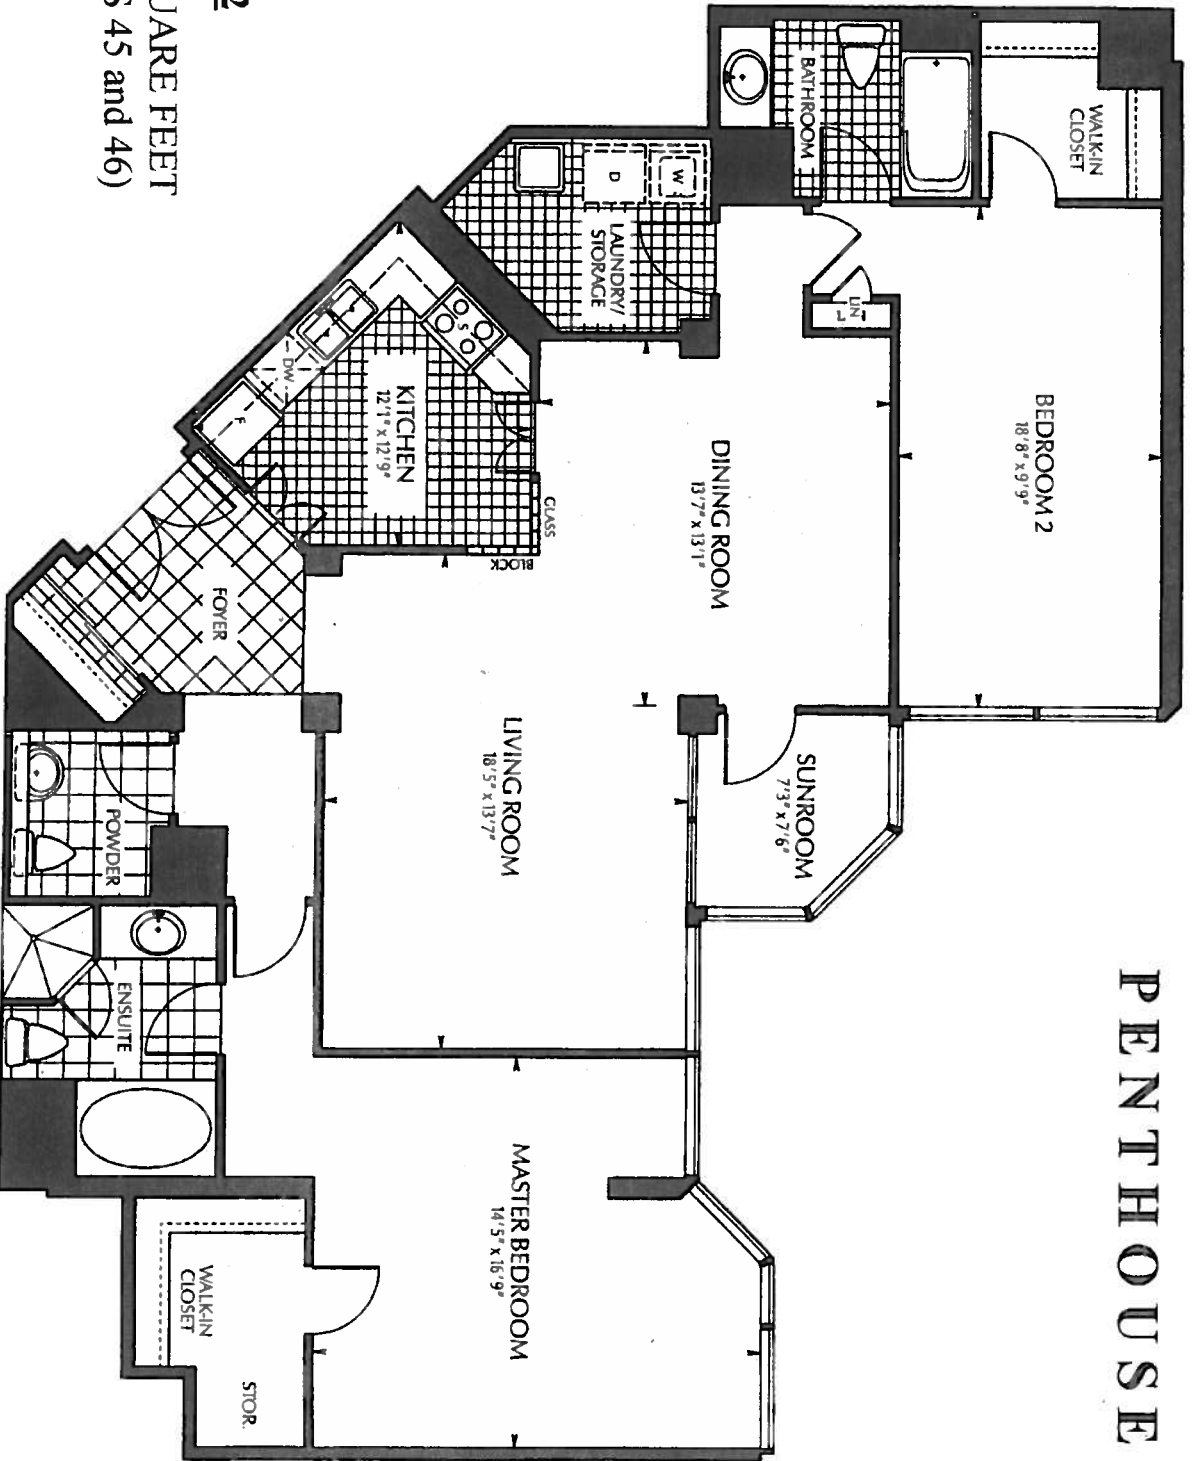 PENTHOUSE
WALK-IN
CLOSET
BATHROOM
BEDROOM 2
18'8" x 9'9"
LIN
W
D
LAUNDRY/
STORAGE
DINING ROOM
13'7" x 13'1"
SUNROOM
7'3" x 7'6"
S
DW
F
KITCHEN
12'1" x 12'9"
GLASS
BLOCK
LIVING ROOM
18'5" x 13'7"
MASTER BEDROOM
14'5" x 16'9"
FOYER
POWDER
ENSUITE
WALK-IN
CLOSET
STOR.
2
UARE FEET
S 45 and 46)